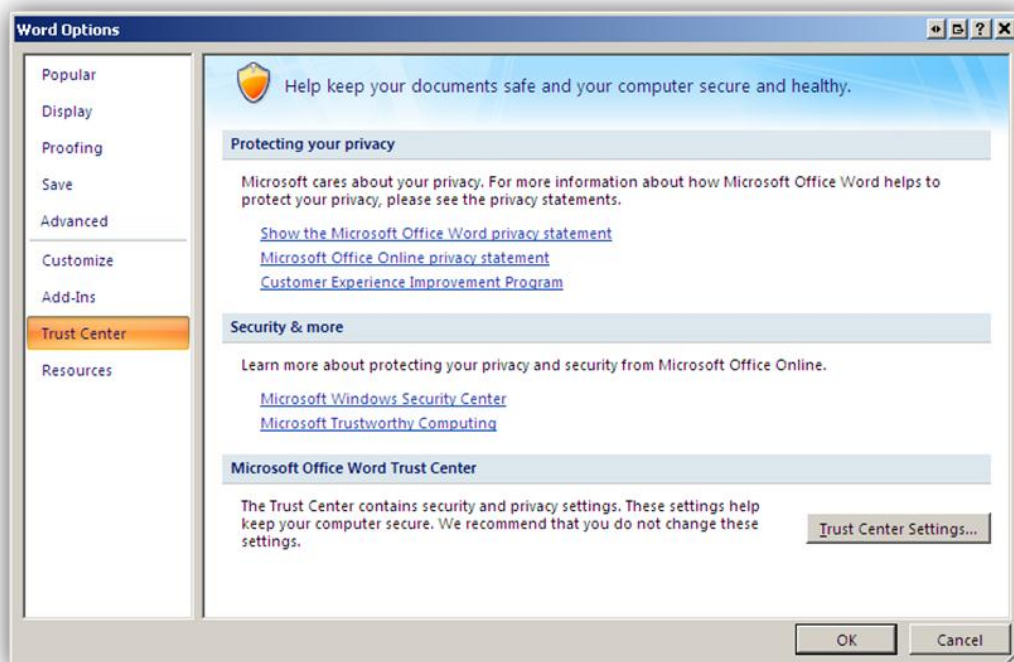 Word Options
Popular
Display
Proofing
Save
Advanced
Customize
Add-Ins
Trust Center
Resources
Help keep your documents safe and your computer secure and healthy.
Protecting your privacy
Microsoft cares about your privacy. For more information about how Microsoft Office Word helps to
protect your privacy, please see the privacy statements.
Show the Microsoft Office Word privacy statement
Microsoft Office Online privacy statement
Customer Experience Improvement Program
Security & more
Learn more about protecting your privacy and security from Microsoft Office Online.
Microsoft Windows Security Center
Microsoft Trustworthy Computing
Microsoft Office Word Trust Center
The Trust Center contains security and privacy settings. These settings help
keep your computer secure. We recommend that you do not change these
settings.
Trust Center Settings...
OK
Cancel